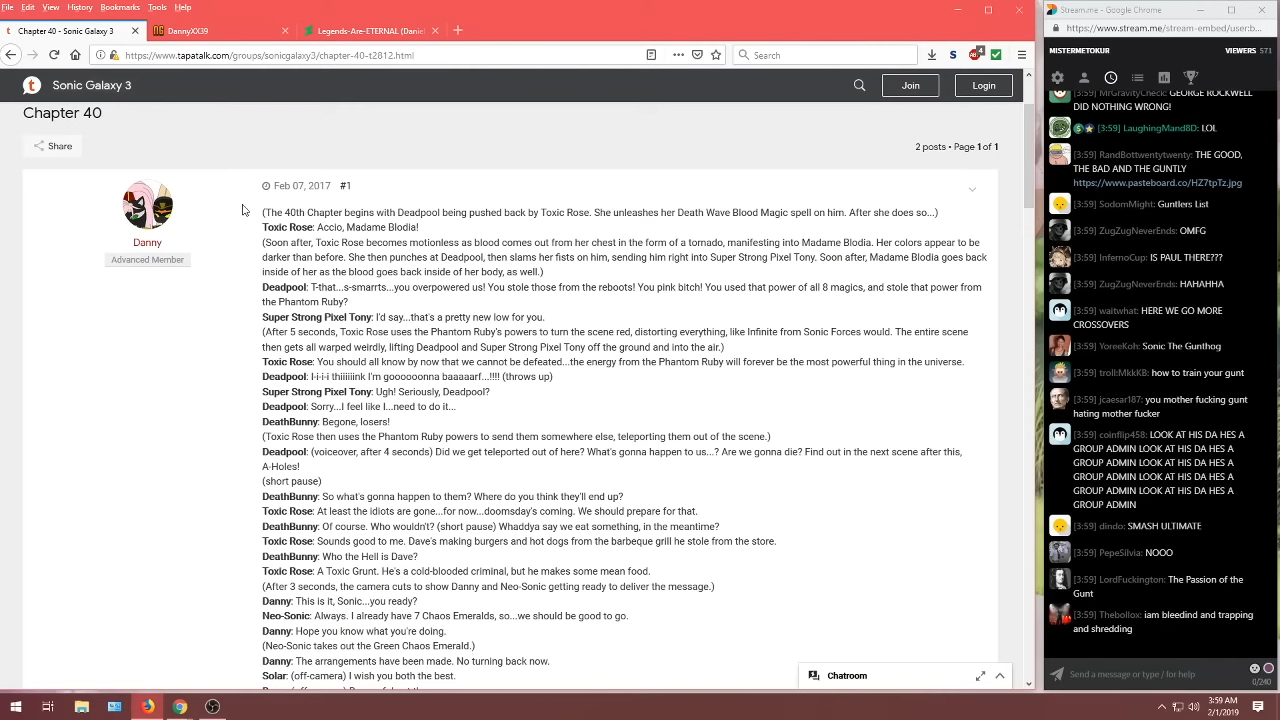 File Edit View History Bookmarks Tools Help
Chapter 40 - Sonic Galaxy 3
DannyXX39
Legends-Are-ETERNAL (Daniel
https://www.tapatalk.com/groups/sonicgalaxy3/chapter-40-t2812.html
Search
Sonic Galaxy 3
Join
Login
Chapter 40
Share
2 posts • Page 1 of 1
Feb 07, 2017 #1
Danny
Advanced Member
(The 40th Chapter begins with Deadpool being pushed back by Toxic Rose. She unleashes her Death Wave Blood Magic spell on him. After she does so...)
Toxic Rose: Accio, Madame Blodia!
(Soon after, Toxic Rose becomes motionless as blood comes out from her chest in the form of a tornado, manifesting into Madame Blodia. Her colors appear to be
darker than before. She then punches at Deadpool, then slams her fists on him, sending him right into Super Strong Pixel Tony. Soon after, Madame Blodia goes back
inside of her as the blood goes back inside of her body, as well.)
Deadpool: T-that...s-smarrts...you overpowered us! You stole those from the reboots! You pink bitch! You used that power of all 8 magics, and stole that power from
the Phantom Ruby?
Super Strong Pixel Tony: I'd say...that's a pretty new low for you.
(After 5 seconds, Toxic Rose uses the Phantom Ruby's powers to turn the scene red, distorting everything, like Infinite from Sonic Forces would. The entire scene
then gets all warped weirdly, lifting Deadpool and Super Strong Pixel Tony off the ground and into the air.)
Toxic Rose: You should all know by now that we cannot be defeated...the energy from the Phantom Ruby will forever be the most powerful thing in the universe.
Deadpool: I-i-i-i thiiiiiink I'm goooooonna baaaaarf...!!!! (throws up)
Super Strong Pixel Tony: Ugh! Seriously, Deadpool?
Deadpool: Sorry...I feel like I...need to do it...
DeathBunny: Begone, losers!
(Toxic Rose then uses the Phantom Ruby powers to send them somewhere else, teleporting them out of the scene.)
Deadpool: (voiceover, after 4 seconds) Did we get teleported out of here? What's gonna happen to us...? Are we gonna die? Find out in the next scene after this,
A-Holes!
(short pause)
DeathBunny: So what's gonna happen to them? Where do you think they'll end up?
Toxic Rose: At least the idiots are gone...for now...doomsday's coming. We should prepare for that.
DeathBunny: Of course. Who wouldn't? (short pause) Whaddya say we eat something, in the meantime?
Toxic Rose: Sounds good to me. Dave's making burgers and hot dogs from the barbeque grill he stole from the store.
DeathBunny: Who the Hell is Dave?
Toxic Rose: A Toxic Grunt. He's a cold-blooded criminal, but he makes some mean food.
(After 3 seconds, the camera cuts to show Danny and Neo-Sonic getting ready to deliver the message.)
Danny: This is it, Sonic...you ready?
Neo-Sonic: Always. I already have 7 Chaos Emeralds, so...we should be good to go.
Danny: Hope you know what you're doing.
(Neo-Sonic takes out the Green Chaos Emerald.)
Danny: The arrangements have been made. No turning back now.
Solar: (off-camera) I wish you both the best.
Chatroom
Streamme - Google Chrome
https://www.stream.me/stream-embed/user:b...
MISTERMETOKUR
VIEWERS 571
[3:59] MrGravityCheck: GEORGE ROCKWELL
DID NOTHING WRONG!
[3:59] LaughingMand8D: LOL
[3:59] RandBottwentytwenty: THE GOOD,
THE BAD AND THE GUNTLY
https://www.pasteboard.co/HZ7tpTz.jpg
[3:59] SodomMight: Guntlers List
[3:59] ZugZugNeverEnds: OMFG
[3:59] InfernoCup: IS PAUL THERE???
[3:59] ZugZugNeverEnds: HAHAHHA
[3:59] waitwhat: HERE WE GO MORE
CROSSOVERS
[3:59] YoreeKoh: Sonic The Gunthog
[3:59] troll:MkkKB: how to train your gunt
[3:59] jcaesar187: you mother fucking gunt
hating mother fucker
[3:59] coinflip458: LOOK AT HIS DA HES A
GROUP ADMIN LOOK AT HIS DA HES A
GROUP ADMIN LOOK AT HIS DA HES A
GROUP ADMIN LOOK AT HIS DA HES A
GROUP ADMIN LOOK AT HIS DA HES A
GROUP ADMIN
[3:59] dindo: SMASH ULTIMATE
[3:59] PepeSilvia: NOOO
[3:59] LordFuckington: The Passion of the
Gunt
[3:59] Thebollox: iam bleedind and trapping
and shredding
Send a message or type / for help
0/240
3:59 AM
3/8/2019